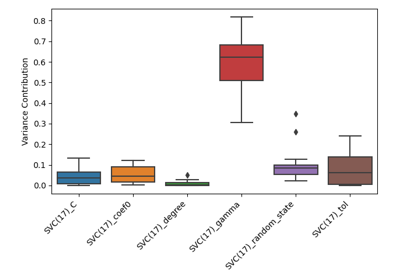 0.8
0.7
0.6
0.5
0.4
0.3
0.2
0.1
0.0
Variance Contribution
SVC(17)_C
SVC(17)_coef0
SVC(17)_degree
SVC(17)_gamma
SVC(17)_random_state
SVC(17)_tol